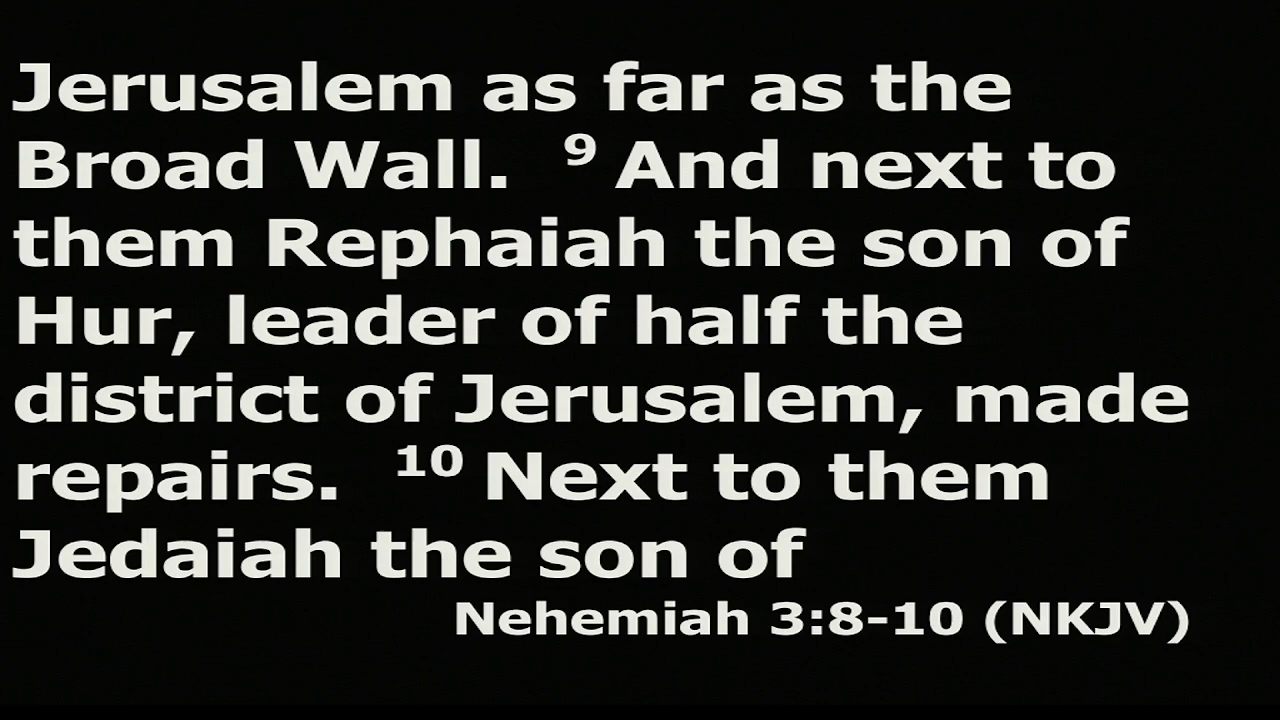 Jerusalem as far as the
Broad Wall. ⁹ And next to
them Rephaiah the son of
Hur, leader of half the
district of Jerusalem, made
repairs. ¹⁰ Next to them
Jedaiah the son of
Nehemiah 3:8-10 (NKJV)